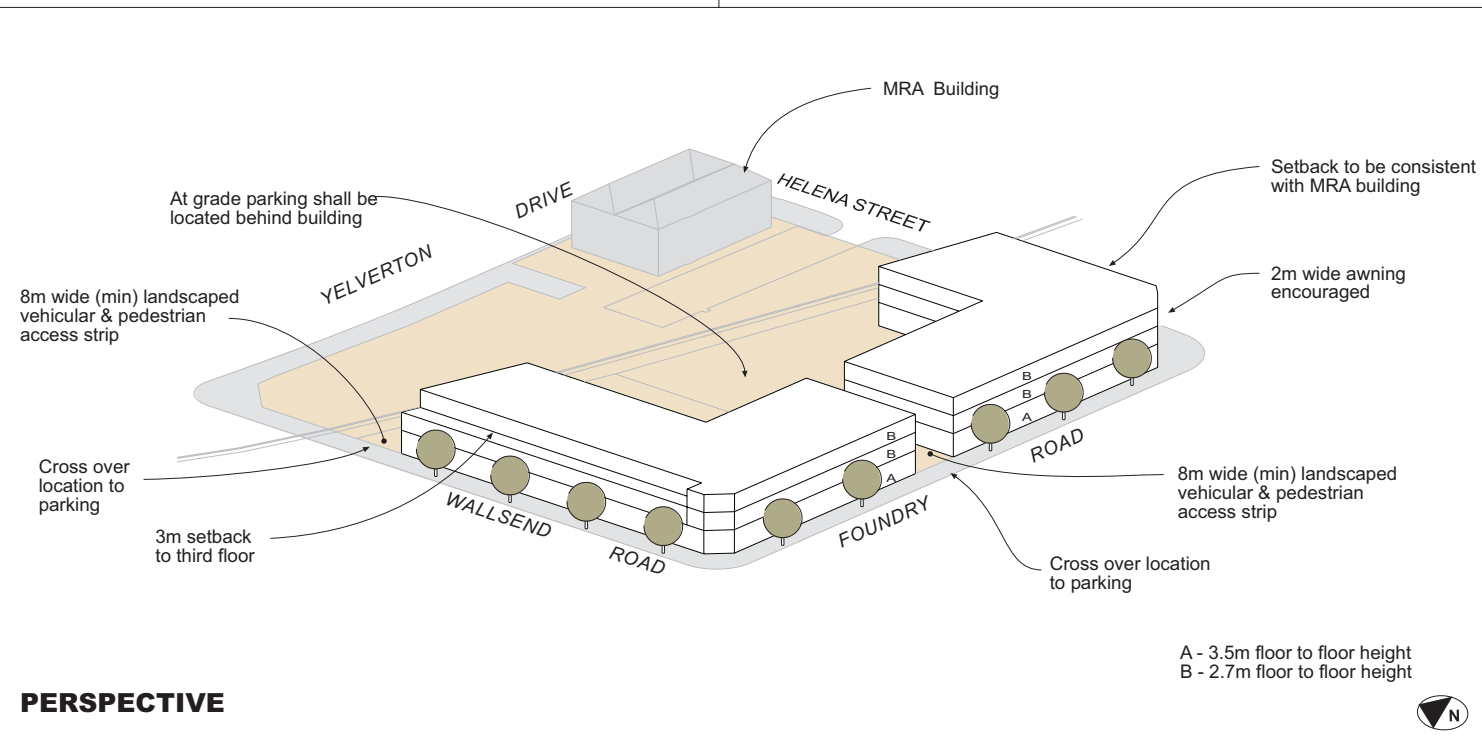 MRA Building
Setback to be consistent
with MRA building
At grade parking shall be
located behind building
DRIVE
HELENA STREET
YELVERTON
2m wide awning
encouraged
8m wide (min) landscaped
vehicular & pedestrian
access strip
B
B
A
B
B
A
ROAD
Cross over
location to
parking
8m wide (min) landscaped
vehicular & pedestrian
access strip
WALLSEND
ROAD
FOUNDRY
3m setback
to third floor
Cross over location
to parking
A - 3.5m floor to floor height
B - 2.7m floor to floor height
PERSPECTIVE
N